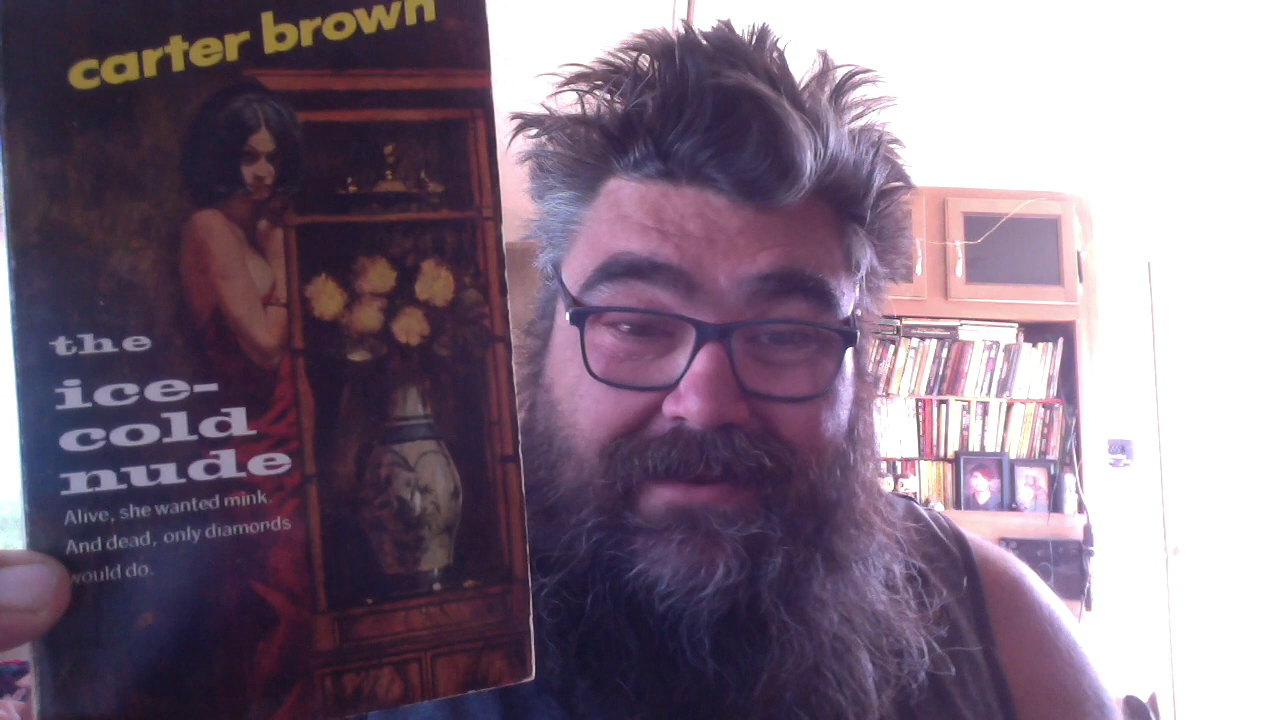 carter brown
the
ice-
cold
nude
Alive, she wanted mink.
And dead, only diamonds
would do.